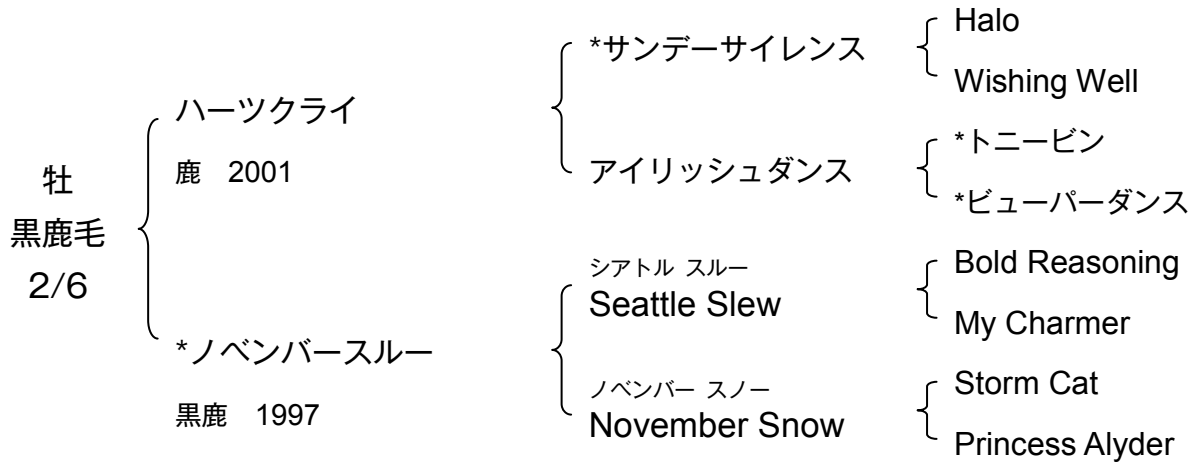 牡
黒鹿毛
2/6
ハーツクライ
鹿 2001
*サンデーサイレンス
Halo
Wishing Well
アイリッシュダンス
*トニービン
*ビューパーダンス
*ノベンバースルー
黒鹿 1997
シアトル スルー
Seattle Slew
Bold Reasoning
My Charmer
ノベンバー スノー
November Snow
Storm Cat
Princess Alyder